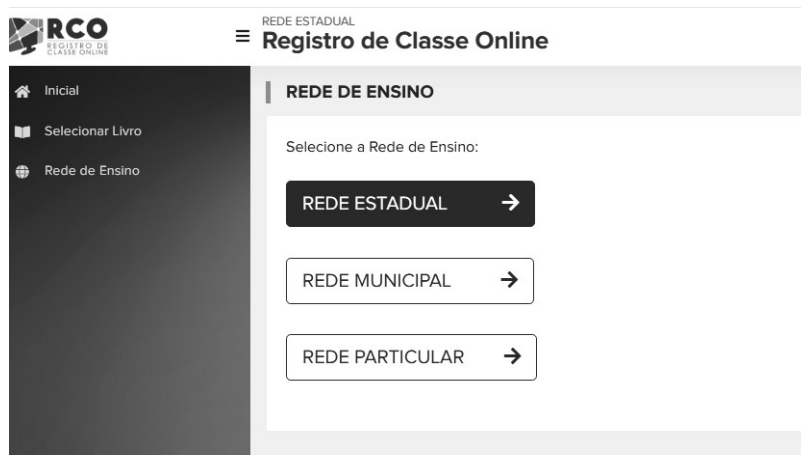 RCO
REGISTRO DE
CLASSE ONLINE
REDE ESTADUAL
Registro de Classe Online
Inicial
Selecionar Livro
Rede de Ensino
REDE DE ENSINO
Selecione a Rede de Ensino:
REDE ESTADUAL
REDE MUNICIPAL
REDE PARTICULAR